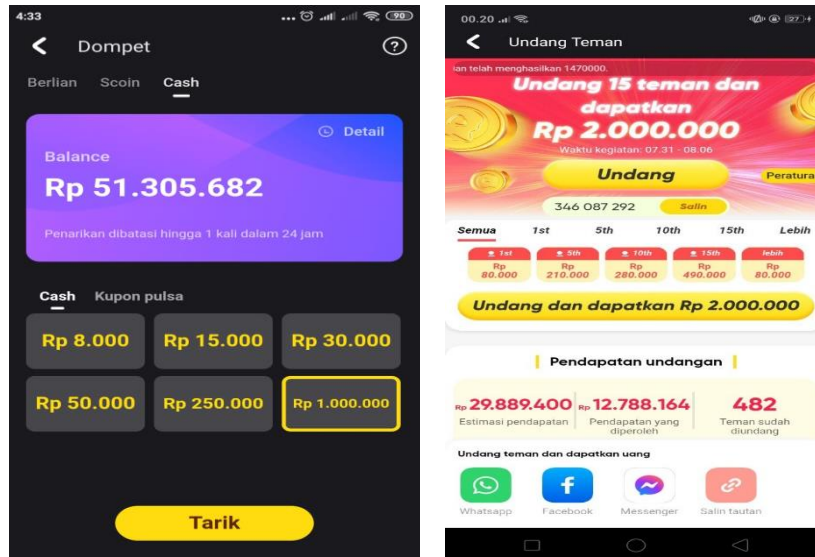 4:33
90
Dompet
?
Berlian Scoin Cash
Detail
Balance
Rp 51.305.682
Penarikan dibatasi hingga 1 kali dalam 24 jam
Cash Kupon pulsa
Rp 8.000 Rp 15.000 Rp 30.000
Rp 50.000 Rp 250.000 Rp 1.000.000
Tarik
00.20
27
Undang Teman
ian telah menghasilkan 1470000.
Undang 15 teman dan
dapatkan
Rp 2.000.000
Waktu kegiatan: 07.31 - 08.06
Undang
Peratura
346 087 292 Salin
Semua 1st 5th 10th 15th Lebih
1st 5th 10th 15th lebih
Rp Rp Rp Rp Rp
80.000 210.000 280.000 490.000 80.000
Undang dan dapatkan Rp 2.000.000
Pendapatan undangan
Rp 29.889.400 Rp 12.788.164 482
Estimasi pendapatan Pendapatan yang Teman sudah
diperoleh diundang
Undang teman dan dapatkan uang
Whatsapp Facebook Messenger Salin tautan